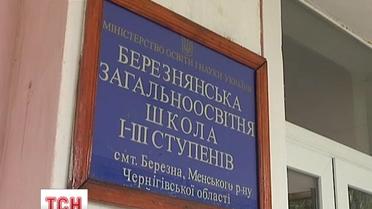 МІНІСТЕРСТВО ОСВІТИ І НАУКИ УКРАЇНИ
БЕРЕЗНЯНСЬКА
ЗАГАЛЬНООСВІТНЯ
ШКОЛА
І-ІІІ СТУПЕНІВ
смт. Березна, Менського р-ну
Чернігівської області
ТСН